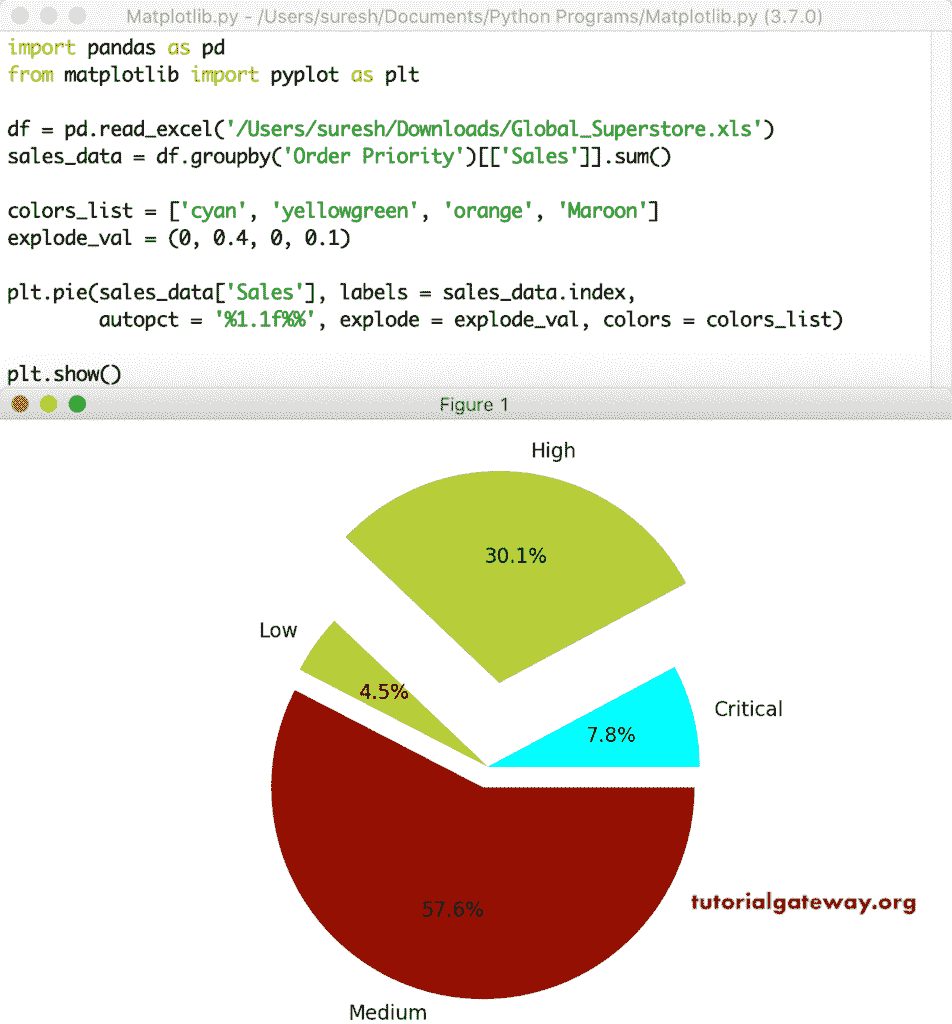 Matplotlib.py - /Users/suresh/Documents/Python Programs/Matplotlib.py (3.7.0)
import pandas as pd
from matplotlib import pyplot as plt
df = pd.read_excel('/Users/suresh/Downloads/Global_Superstore.xls')
sales_data = df.groupby('Order Priority')[['Sales']].sum()
colors_list = ['cyan', 'yellowgreen', 'orange', 'Maroon']
explode_val = (0, 0.4, 0, 0.1)
plt.pie(sales_data['Sales'], labels = sales_data.index,
        autopct = '%1.1f%%', explode = explode_val, colors = colors_list)
plt.show()
Figure 1
High
30.1%
Low
4.5%
Critical
7.8%
57.6%
tutorialgateway.org
Medium